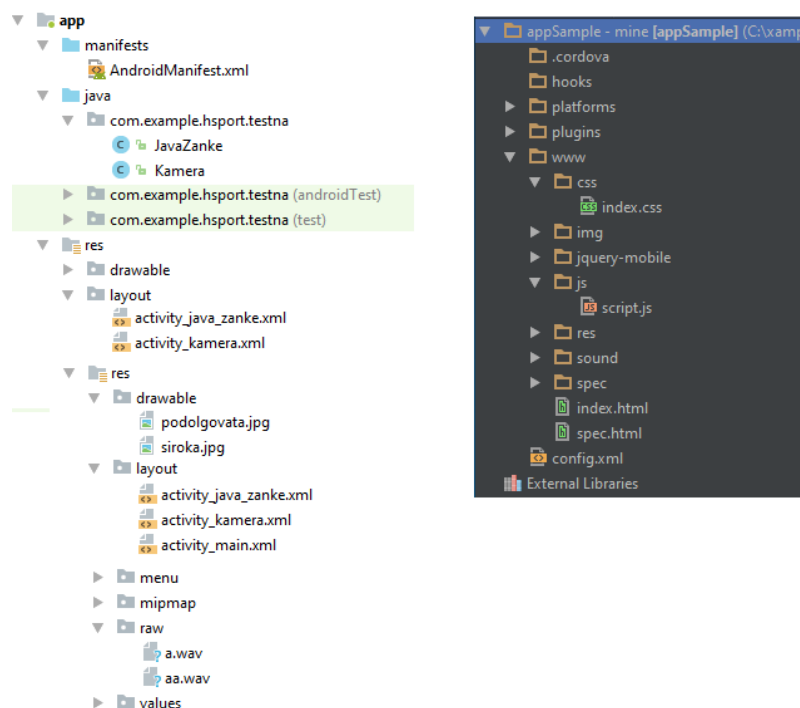 app
manifests
AndroidManifest.xml
java
com.example.hsport.testna
JavaZanke
Kamera
com.example.hsport.testna (androidTest)
com.example.hsport.testna (test)
res
drawable
layout
activity_java_zanke.xml
activity_kamera.xml
res
drawable
podolgovata.jpg
siroka.jpg
layout
activity_java_zanke.xml
activity_kamera.xml
activity_main.xml
menu
mipmap
raw
a.wav
aa.wav
values
appSample - mine [appSample] (C:\xamp
.cordova
hooks
platforms
plugins
www
css
index.css
img
jquery-mobile
js
script.js
res
sound
spec
index.html
spec.html
config.xml
External Libraries